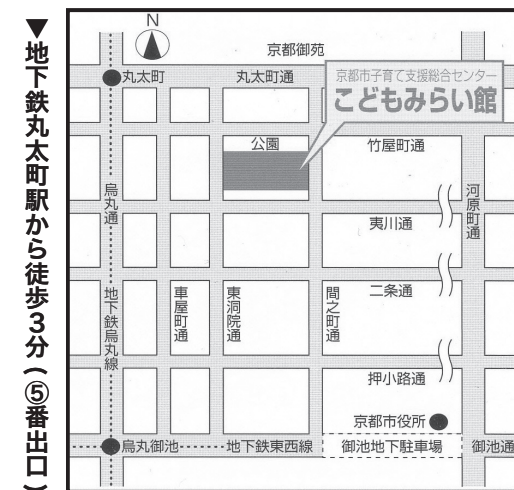 ▼地下鉄丸太町駅から徒歩3分(⑤番出口)
N
京都御苑
丸太町
丸太町通
京都市子育て支援総合センター
こどもみらい館
公園
竹屋町通
烏丸通
河原町通
夷川通
地下鉄烏丸線
車屋町通
東洞院通
間之町通
二条通
押小路通
京都市役所
烏丸御池
地下鉄東西線
御池地下駐車場
御池通